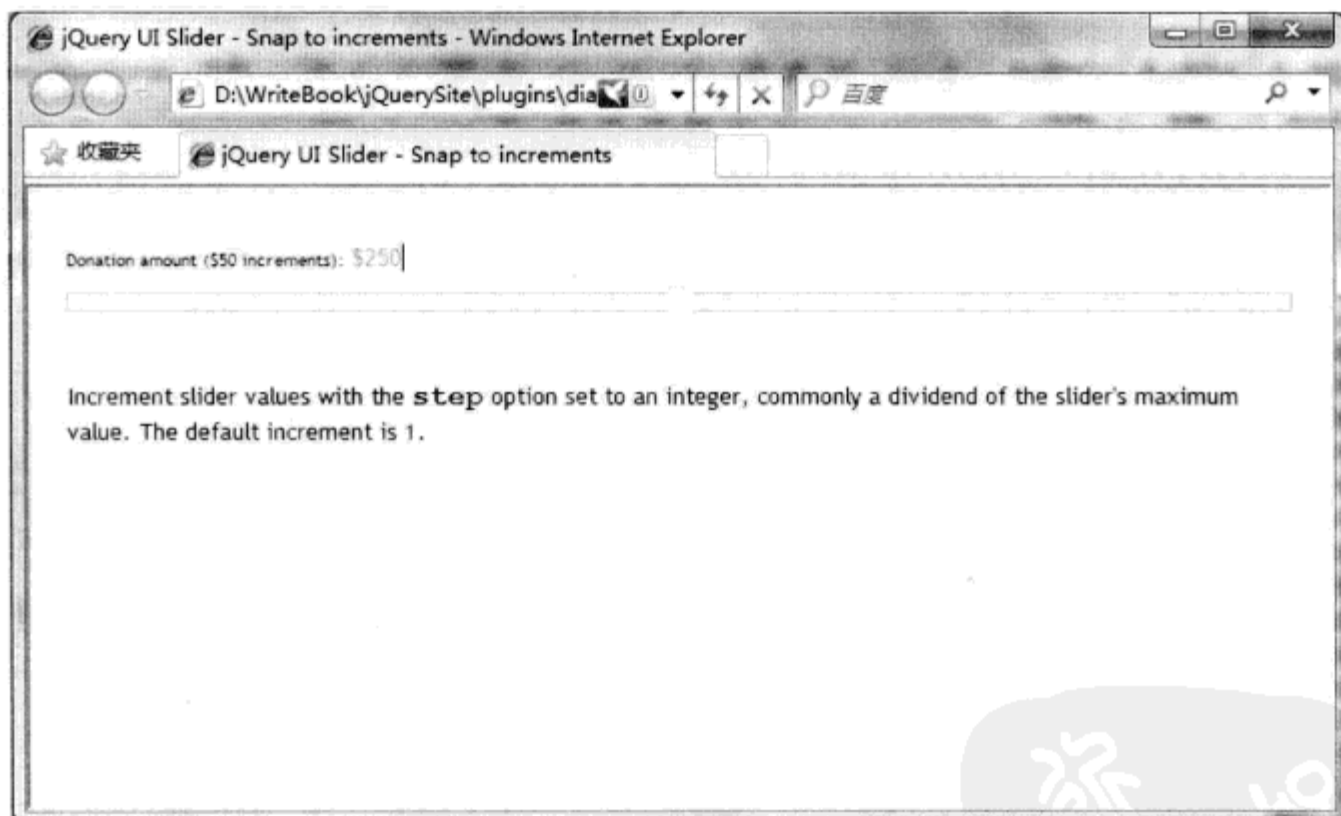 jQuery UI Slider - Snap to increments - Windows Internet Explorer
D:\WriteBook\jQuerySite\plugins\dia
百度
收藏夹
jQuery UI Slider - Snap to increments
Donation amount ($50 increments): $250
Increment slider values with the step option set to an integer, commonly a dividend of the slider's maximum
value. The default increment is 1.